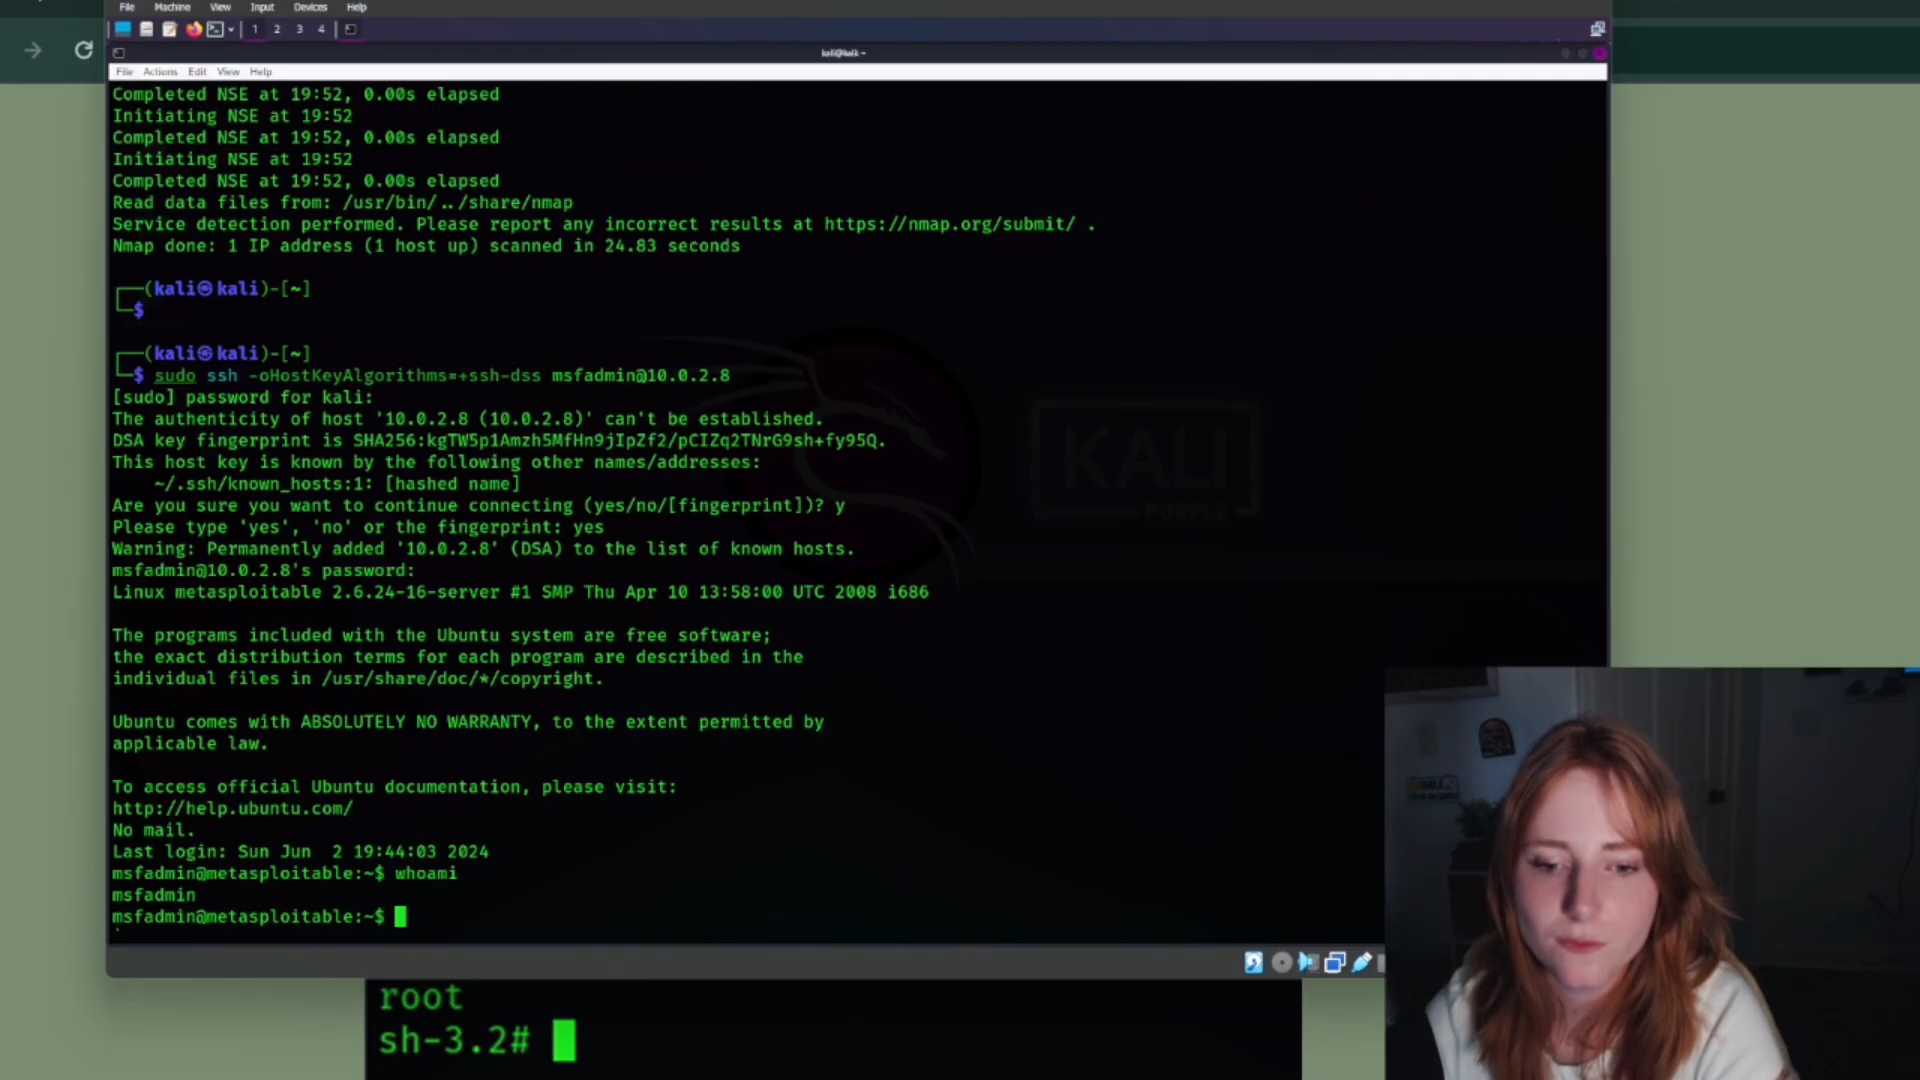 File Machine View Input Devices Help
1 2 3 4
kali@kali: ~
File Actions Edit View Help
Completed NSE at 19:52, 0.00s elapsed
Initiating NSE at 19:52
Completed NSE at 19:52, 0.00s elapsed
Initiating NSE at 19:52
Completed NSE at 19:52, 0.00s elapsed
Read data files from: /usr/bin/../share/nmap
Service detection performed. Please report any incorrect results at https://nmap.org/submit/ .
Nmap done: 1 IP address (1 host up) scanned in 24.83 seconds
┌──(kali㉿kali)-[~]
└─$
┌──(kali㉿kali)-[~]
└─$ sudo ssh -oHostKeyAlgorithms=+ssh-dss msfadmin@10.0.2.8
[sudo] password for kali:
The authenticity of host '10.0.2.8 (10.0.2.8)' can't be established.
DSA key fingerprint is SHA256:kgTW5p1Amzh5MfHn9jIpZf2/pCIZq2TNrG9sh+fy95Q.
This host key is known by the following other names/addresses:
~/.ssh/known_hosts:1: [hashed name]
Are you sure you want to continue connecting (yes/no/[fingerprint])? y
Please type 'yes', 'no' or the fingerprint: yes
Warning: Permanently added '10.0.2.8' (DSA) to the list of known hosts.
msfadmin@10.0.2.8's password:
Linux metasploitable 2.6.24-16-server #1 SMP Thu Apr 10 13:58:00 UTC 2008 i686
The programs included with the Ubuntu system are free software;
the exact distribution terms for each program are described in the
individual files in /usr/share/doc/*/copyright.
Ubuntu comes with ABSOLUTELY NO WARRANTY, to the extent permitted by
applicable law.
To access official Ubuntu documentation, please visit:
http://help.ubuntu.com/
No mail.
Last login: Sun Jun  2 19:44:03 2024
msfadmin@metasploitable:~$ whoami
msfadmin
msfadmin@metasploitable:~$
KALI
PURPLE
root
sh-3.2#